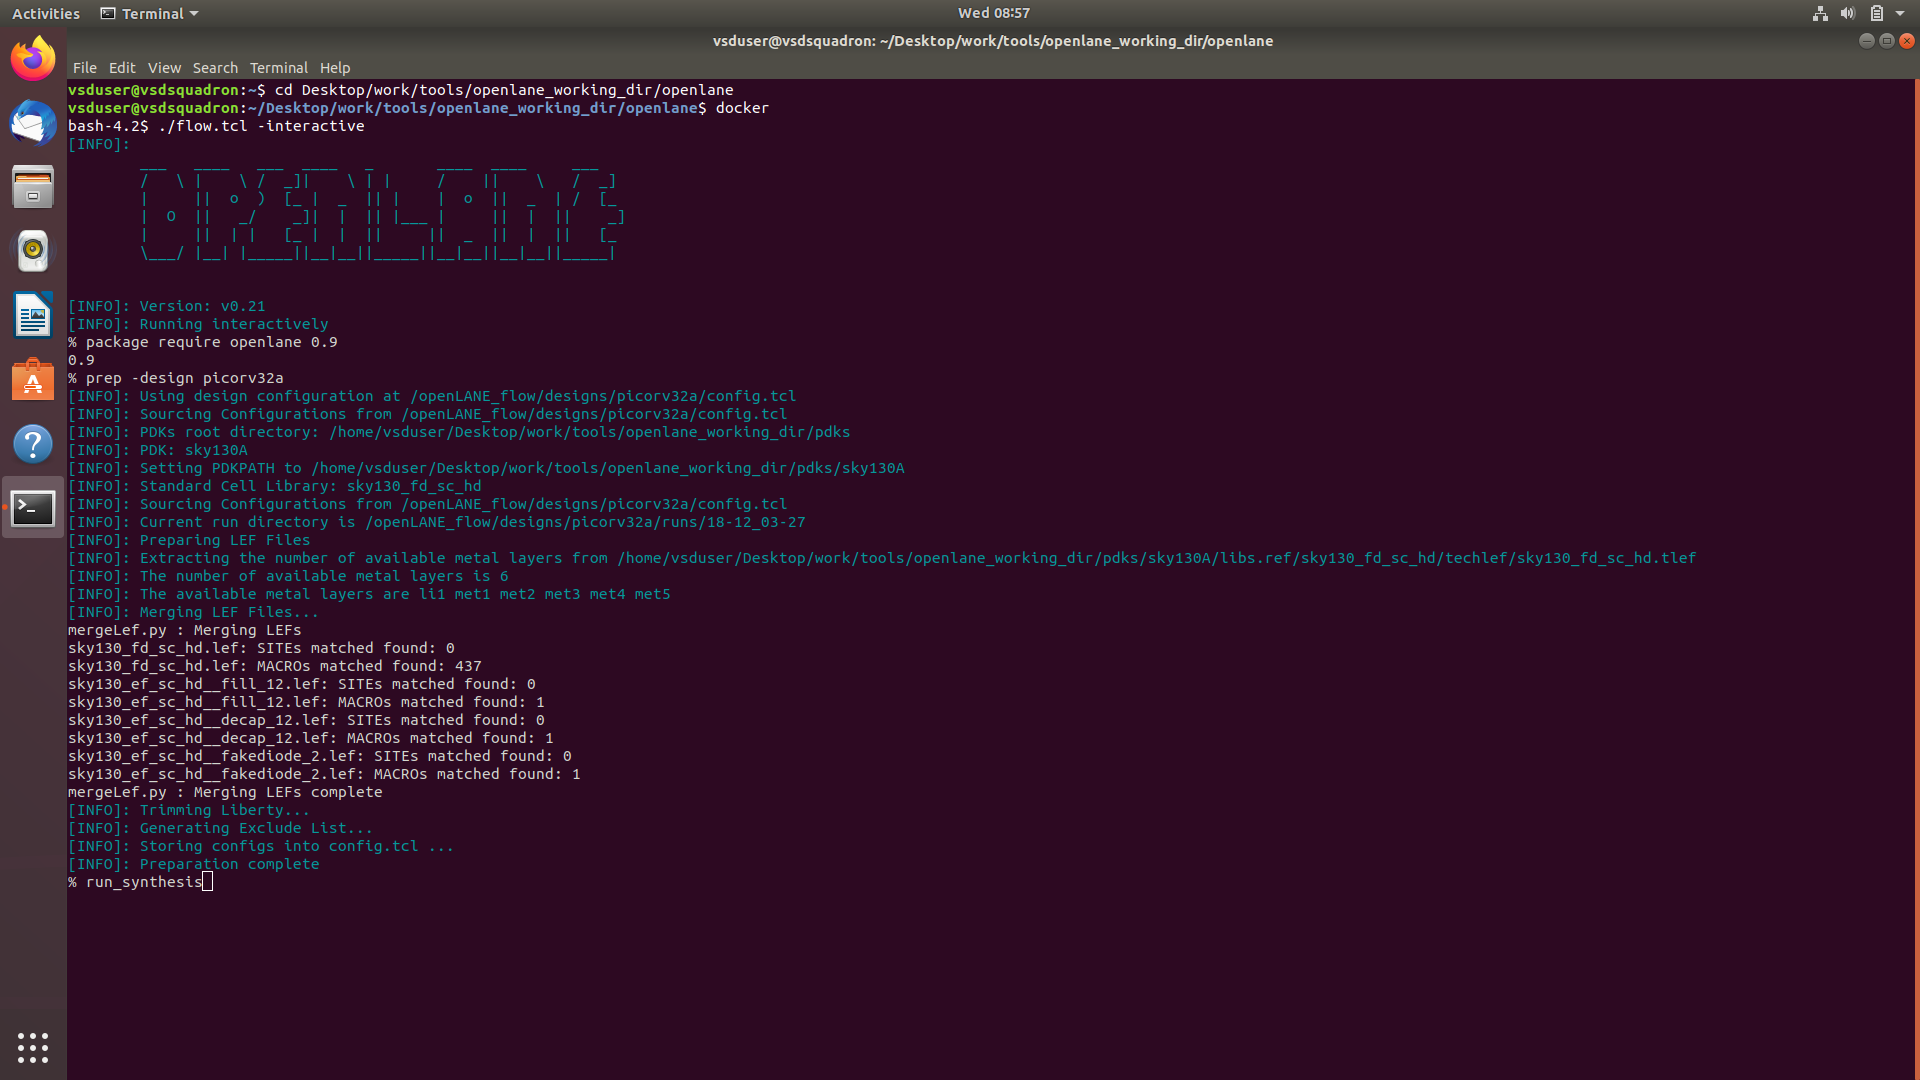 Activities Terminal Wed 08:57
vsduser@vsdsquadron: ~/Desktop/work/tools/openlane_working_dir/openlane
File Edit View Search Terminal Help
vsduser@vsdsquadron:~$ cd Desktop/work/tools/openlane_working_dir/openlane
vsduser@vsdsquadron:~/Desktop/work/tools/openlane_working_dir/openlane$ docker
bash-4.2$ ./flow.tcl -interactive
[INFO]:
OPENLANE
[INFO]: Version: v0.21
[INFO]: Running interactively
% package require openlane 0.9
0.9
% prep -design picorv32a
[INFO]: Using design configuration at /openLANE_flow/designs/picorv32a/config.tcl
[INFO]: Sourcing Configurations from /openLANE_flow/designs/picorv32a/config.tcl
[INFO]: PDKs root directory: /home/vsduser/Desktop/work/tools/openlane_working_dir/pdks
[INFO]: PDK: sky130A
[INFO]: Setting PDKPATH to /home/vsduser/Desktop/work/tools/openlane_working_dir/pdks/sky130A
[INFO]: Standard Cell Library: sky130_fd_sc_hd
[INFO]: Sourcing Configurations from /openLANE_flow/designs/picorv32a/config.tcl
[INFO]: Current run directory is /openLANE_flow/designs/picorv32a/runs/18-12_03-27
[INFO]: Preparing LEF Files
[INFO]: Extracting the number of available metal layers from /home/vsduser/Desktop/work/tools/openlane_working_dir/pdks/sky130A/libs.ref/sky130_fd_sc_hd/techlef/sky130_fd_sc_hd.tlef
[INFO]: The number of available metal layers is 6
[INFO]: The available metal layers are li1 met1 met2 met3 met4 met5
[INFO]: Merging LEF Files...
mergeLef.py : Merging LEFs
sky130_fd_sc_hd.lef: SITEs matched found: 0
sky130_fd_sc_hd.lef: MACROs matched found: 437
sky130_ef_sc_hd__fill_12.lef: SITEs matched found: 0
sky130_ef_sc_hd__fill_12.lef: MACROs matched found: 1
sky130_ef_sc_hd__decap_12.lef: SITEs matched found: 0
sky130_ef_sc_hd__decap_12.lef: MACROs matched found: 1
sky130_ef_sc_hd__fakediode_2.lef: SITEs matched found: 0
sky130_ef_sc_hd__fakediode_2.lef: MACROs matched found: 1
mergeLef.py : Merging LEFs complete
[INFO]: Trimming Liberty...
[INFO]: Generating Exclude List...
[INFO]: Storing configs into config.tcl ...
[INFO]: Preparation complete
% run_synthesis